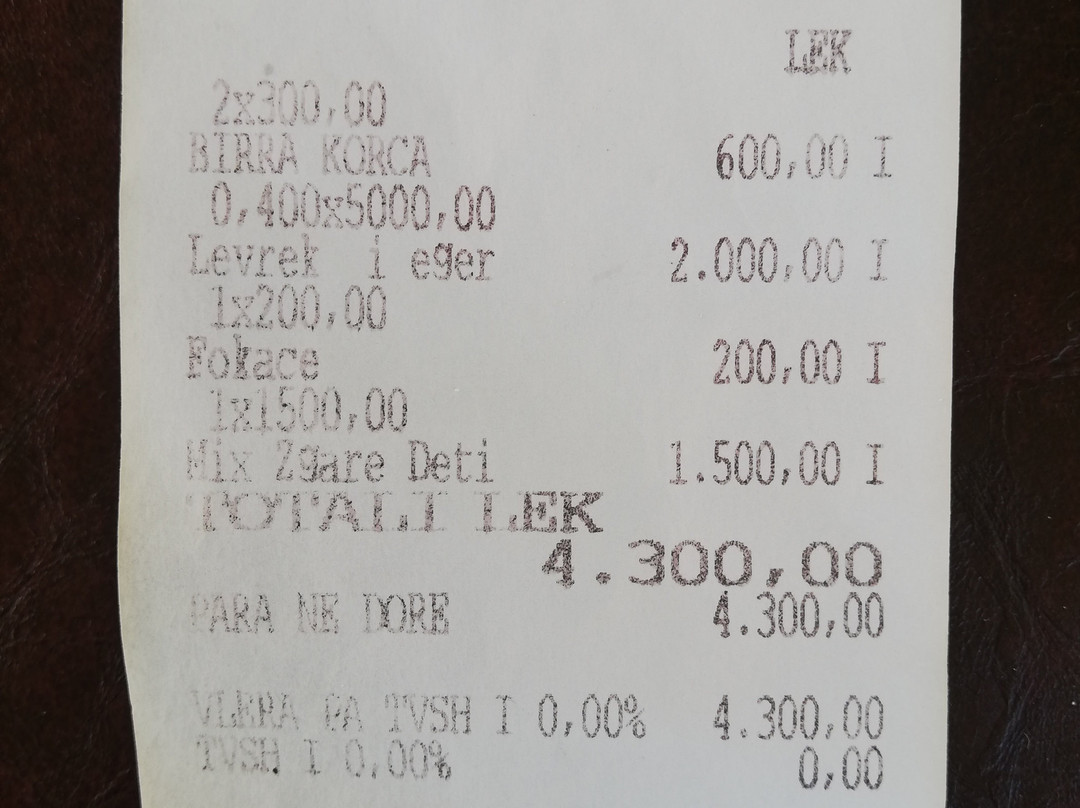 LEK
2x300,00
BIRRA KORCA 600,00 I
0,400x5000,00
Levrek i eger 2.000,00 I
1x200,00
Fokace 200,00 I
1x1500,00
Mix Zgare Deti 1.500,00 I
TOTALI LEK
4.300,00
PARA NE DORE 4.300,00
VLERA PA TVSH I 0,00% 4.300,00
TVSH I 0,00% 0,00